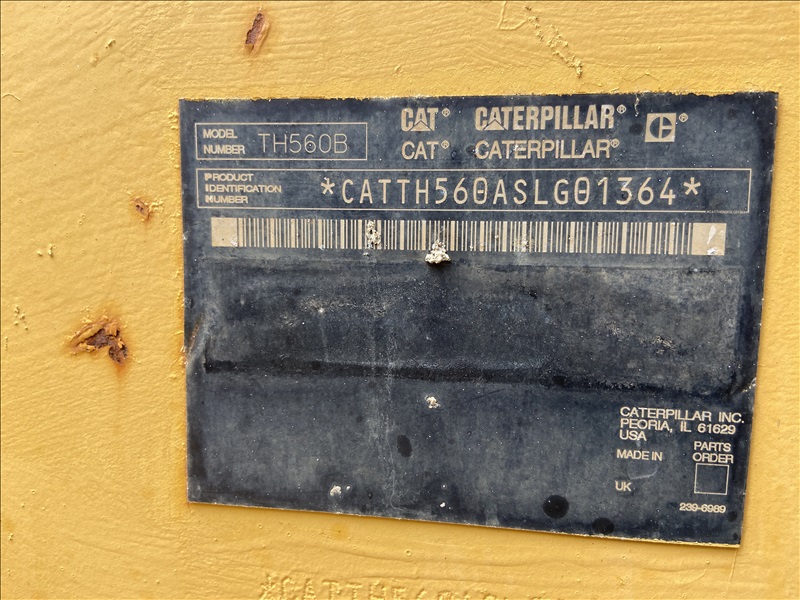 MODEL NUMBER TH560B
CAT® CATERPILLAR® ®
CAT® CATERPILLAR®
PRODUCT IDENTIFICATION NUMBER
*CATTH560ASLG01364*
CATERPILLAR INC.
PEORIA, IL 61629
USA
MADE IN
UK
PARTS ORDER
239-6989